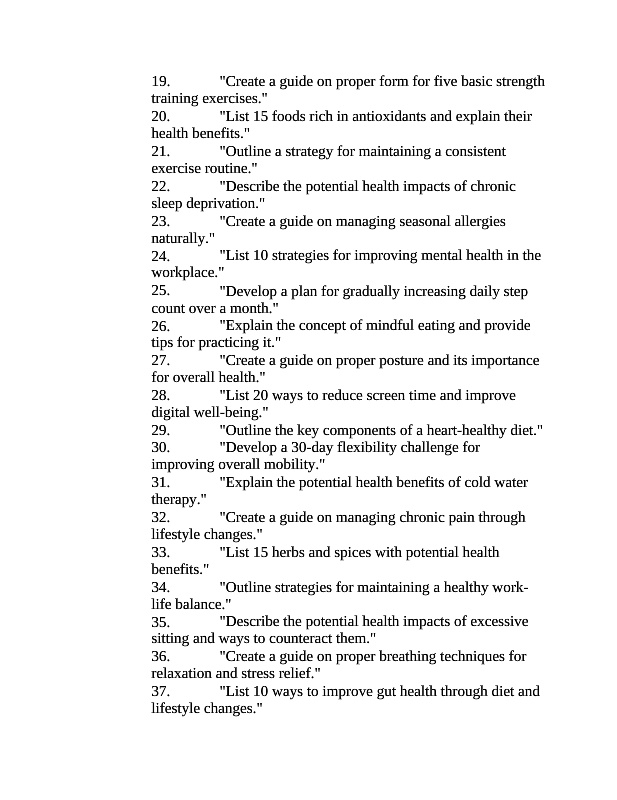 19. "Create a guide on proper form for five basic strength
training exercises."
20. "List 15 foods rich in antioxidants and explain their
health benefits."
21. "Outline a strategy for maintaining a consistent
exercise routine."
22. "Describe the potential health impacts of chronic
sleep deprivation."
23. "Create a guide on managing seasonal allergies
naturally."
24. "List 10 strategies for improving mental health in the
workplace."
25. "Develop a plan for gradually increasing daily step
count over a month."
26. "Explain the concept of mindful eating and provide
tips for practicing it."
27. "Create a guide on proper posture and its importance
for overall health."
28. "List 20 ways to reduce screen time and improve
digital well-being."
29. "Outline the key components of a heart-healthy diet."
30. "Develop a 30-day flexibility challenge for
improving overall mobility."
31. "Explain the potential health benefits of cold water
therapy."
32. "Create a guide on managing chronic pain through
lifestyle changes."
33. "List 15 herbs and spices with potential health
benefits."
34. "Outline strategies for maintaining a healthy work-
life balance."
35. "Describe the potential health impacts of excessive
sitting and ways to counteract them."
36. "Create a guide on proper breathing techniques for
relaxation and stress relief."
37. "List 10 ways to improve gut health through diet and
lifestyle changes."